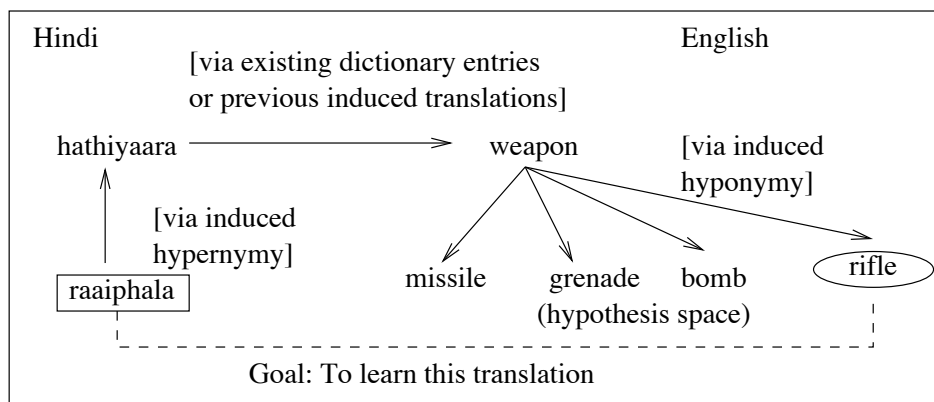 Hindi
English
[via existing dictionary entries
or previous induced translations]
hathiyaara
weapon
[via induced
hyponymy]
[via induced
hypernymy]
raaiphala
missile
grenade
bomb
rifle
(hypothesis space)
Goal: To learn this translation